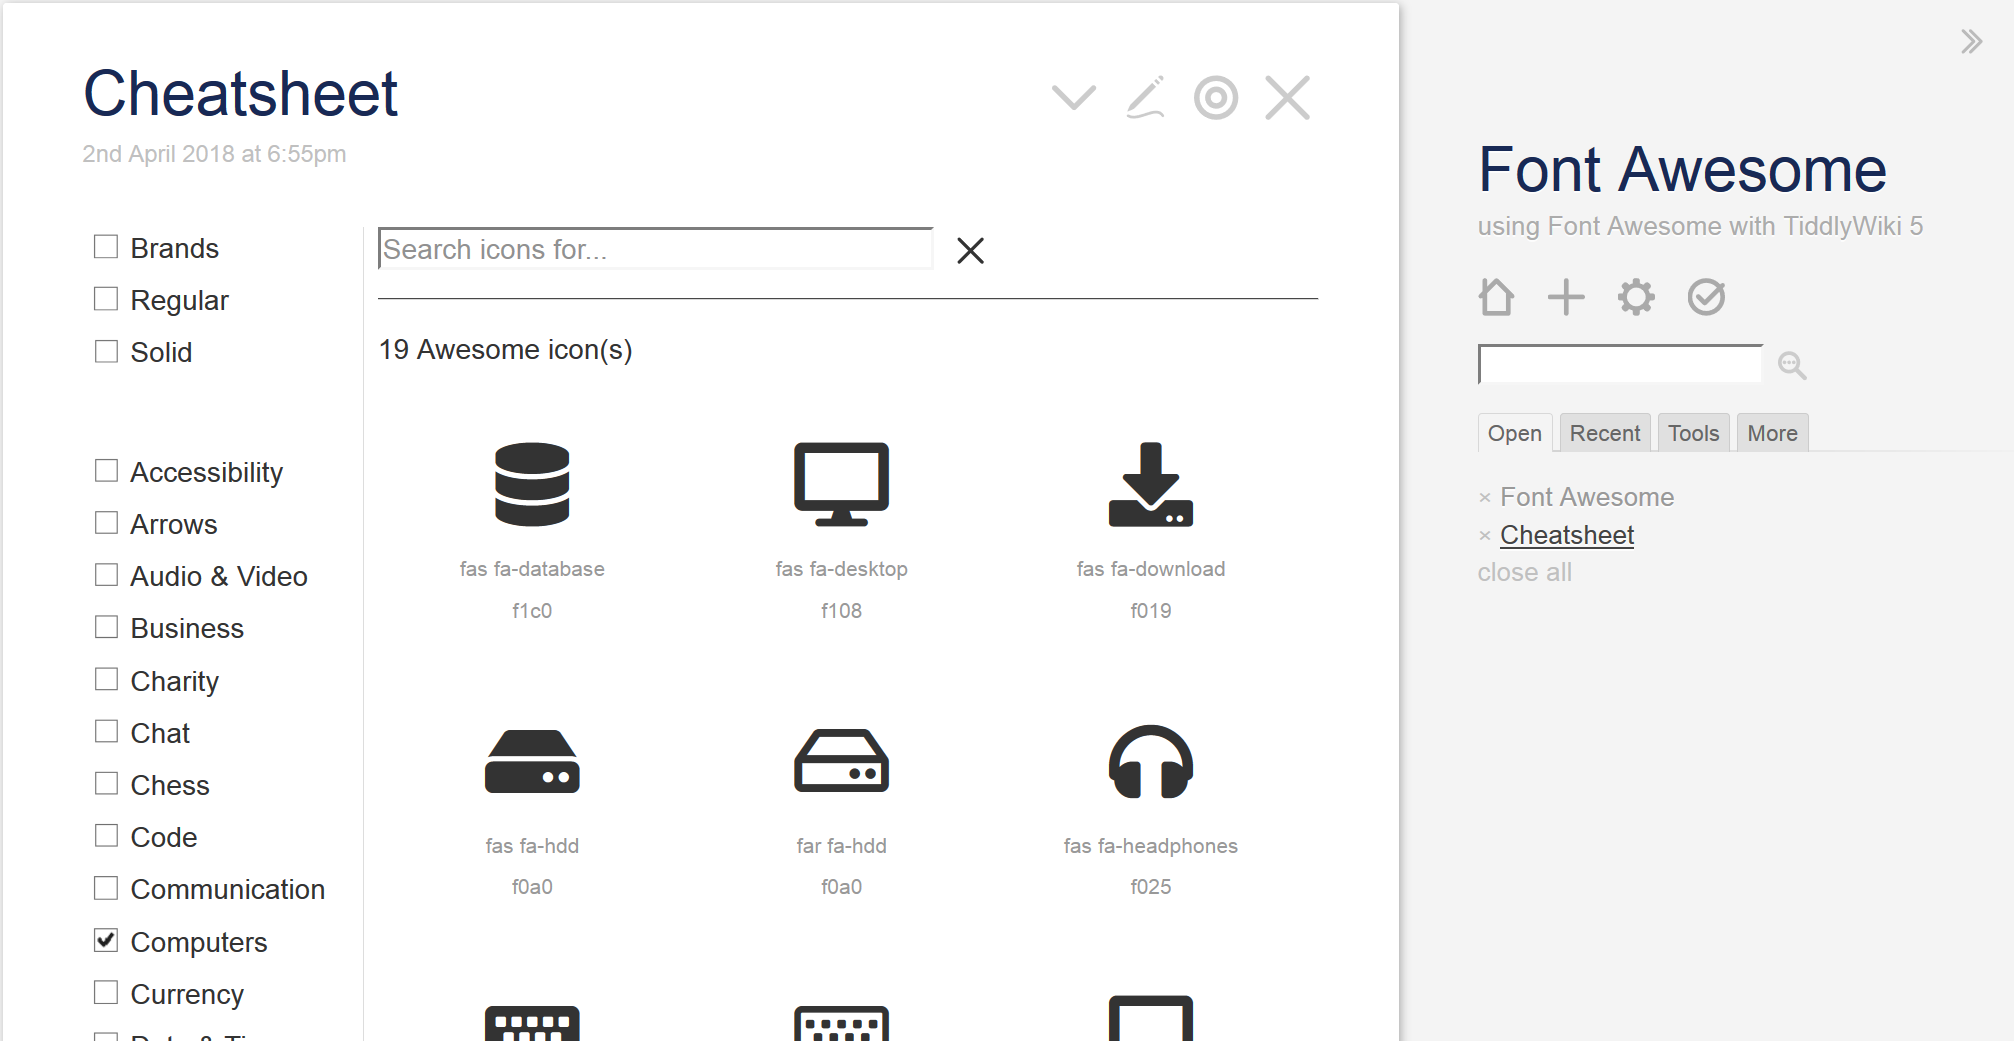 Cheatsheet
2nd April 2018 at 6:55pm
Brands
Regular
Solid
Accessibility
Arrows
Audio & Video
Business
Charity
Chat
Chess
Code
Communication
Computers
Currency
Search icons for...
19 Awesome icon(s)
fas fa-database
f1c0
fas fa-desktop
f108
fas fa-download
f019
fas fa-hdd
f0a0
far fa-hdd
f0a0
fas fa-headphones
f025
Font Awesome
using Font Awesome with TiddlyWiki 5
Open Recent Tools More
× Font Awesome
× Cheatsheet
close all